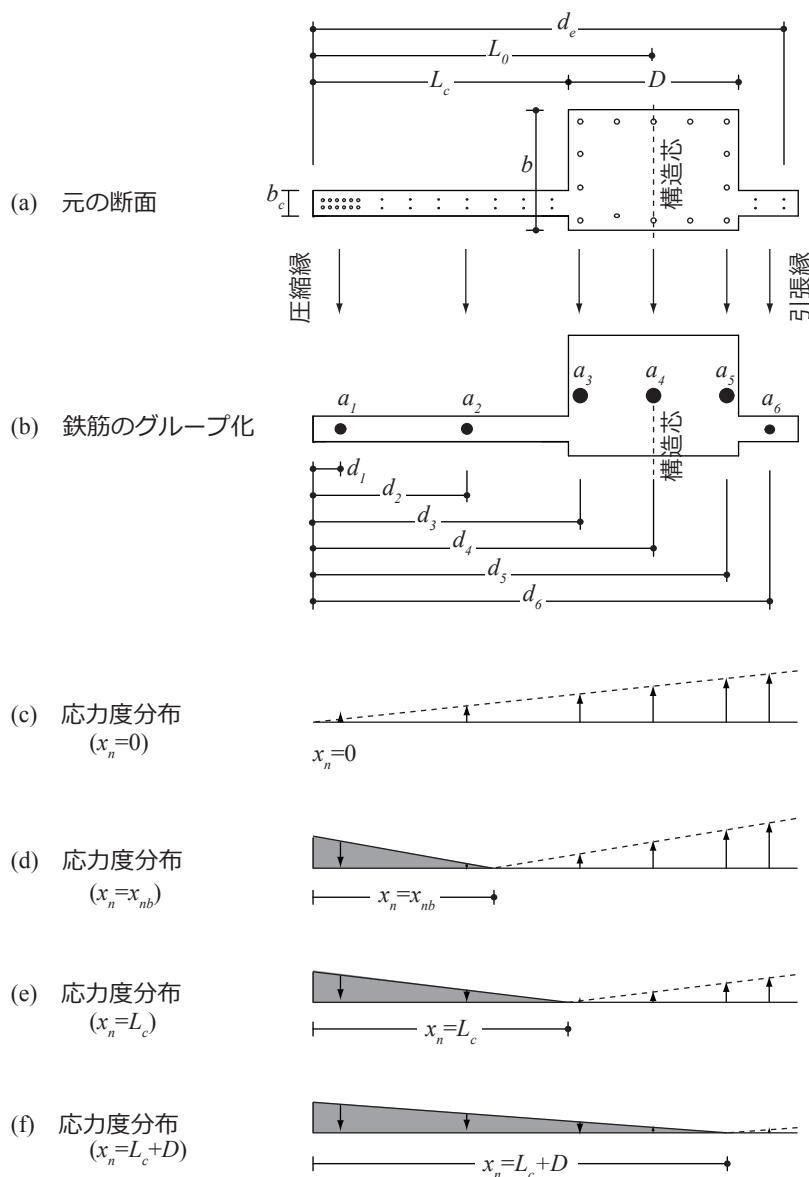 d_e
L_0
L_c D
(a) 元の断面
b_c
b
構造芯
圧縮縁
引張縁
(b) 鉄筋のグループ化
a_1 a_2 a_3 a_4 a_5 a_6
構造芯
d_1
d_2
d_3
d_4
d_5
d_6
(c) 応力度分布
(x_n=0)
x_n=0
(d) 応力度分布
(x_n=x_nb)
x_n=x_nb
(e) 応力度分布
(x_n=L_c)
x_n=L_c
(f) 応力度分布
(x_n=L_c+D)
x_n=L_c+D